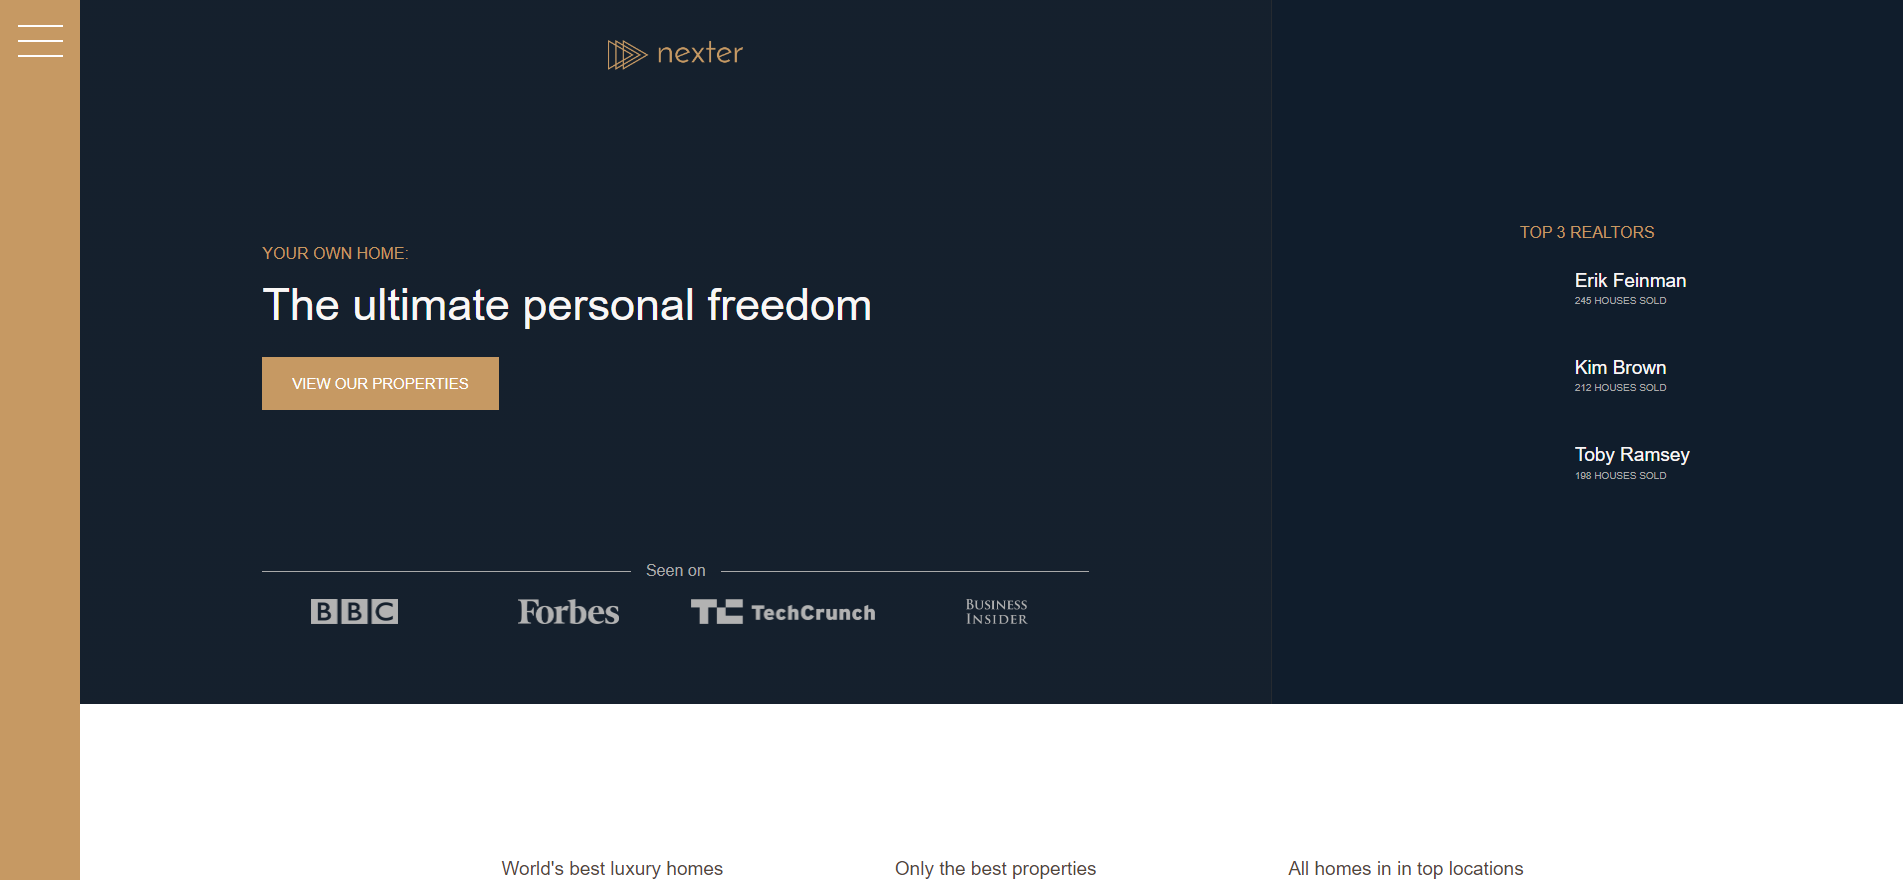 nexter
YOUR OWN HOME:
The ultimate personal freedom
VIEW OUR PROPERTIES
Seen on
BBC
Forbes
TC TechCrunch
BUSINESS
INSIDER
TOP 3 REALTORS
Erik Feinman
245 HOUSES SOLD
Kim Brown
212 HOUSES SOLD
Toby Ramsey
198 HOUSES SOLD
World's best luxury homes
Only the best properties
All homes in in top locations